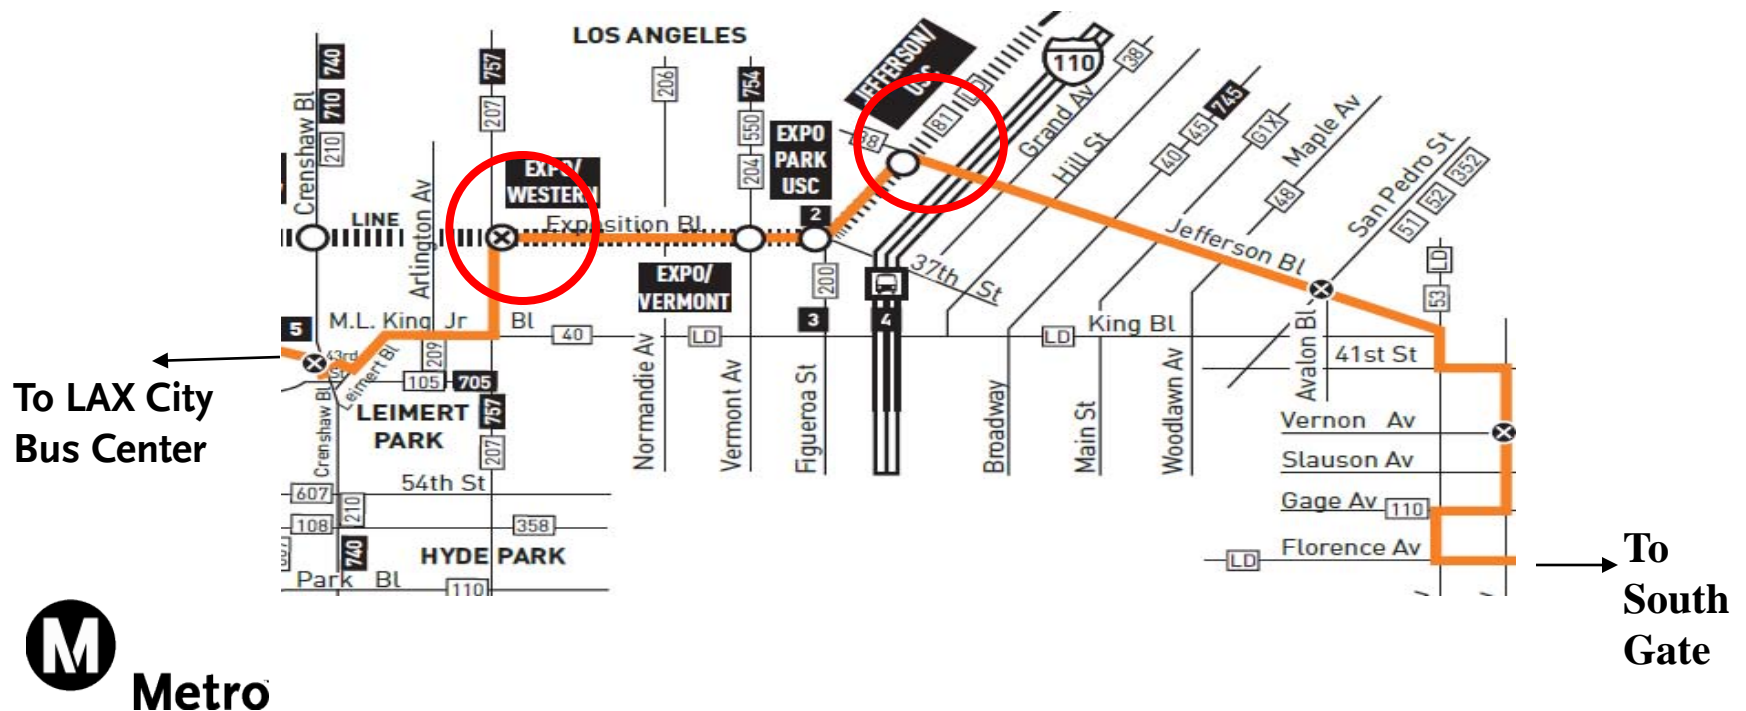 LOS ANGELES
740
710
210
Crenshaw Bl
757
207
206
754
550
204
JEFFERSON/
USC
88
81
LD
110
38
Grand Av
Hill St
745
45
40
G1X
Maple Av
48
San Pedro St
352
52
51
EXPO/
WESTERN
EXPO
PARK
USC
2
LINE
Arlington Av
Exposition Bl
Jefferson Bl
LD
53
EXPO/
VERMONT
200
37th St
5
M.L. King Jr Bl
40
LD
3
4
LD
King Bl
41st St
43rd
St
Leimert Bl
209
105
705
Normandie Av
Vermont Av
Figueroa St
Broadway
Main St
Woodlawn Av
Avalon Bl
To LAX City
Bus Center
LEIMERT
PARK
757
207
Crenshaw Bl
Vernon Av
Slauson Av
54th St
607
210
Gage Av
110
108
358
740
HYDE PARK
Florence Av
LD
Park Bl
110
To
South
Gate
M
Metro